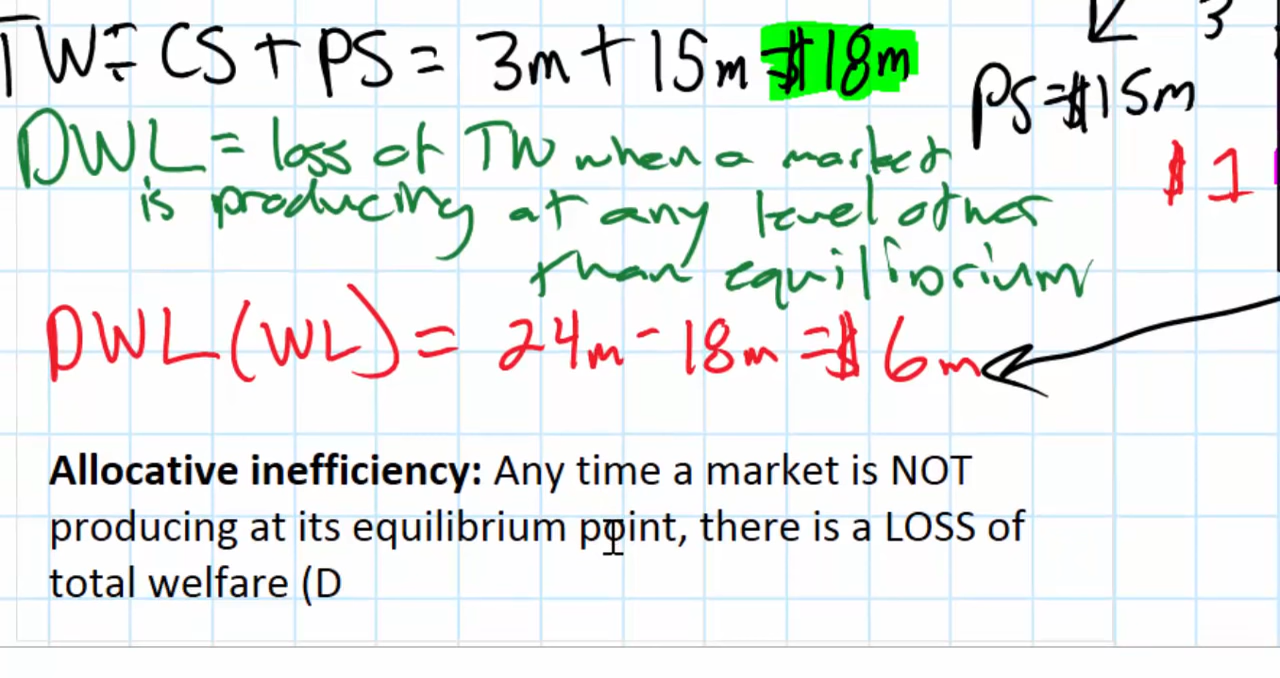 TW = CS + PS = 3m + 15m = $18m
3
PS = $15m
DWL = loss of TW when a market
is producing at any level other
than equilibrium
$1
DWL (WL) = 24m - 18m = $6m
Allocative inefficiency: Any time a market is NOT
producing at its equilibrium point, there is a LOSS of
total welfare (D